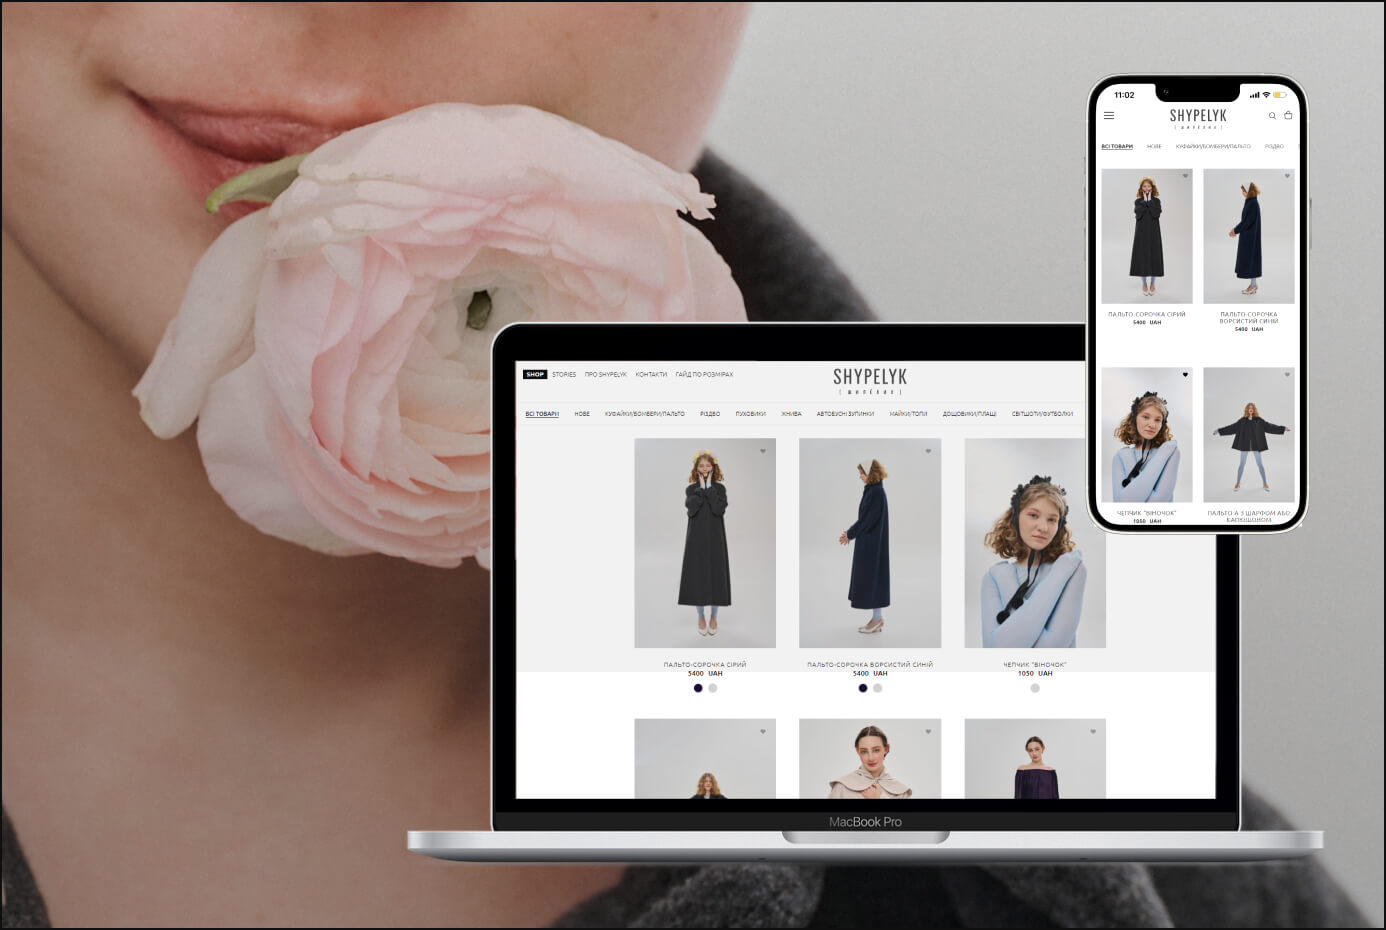 11:02
SHYPELYK
[ шипéлик ]
ВСІ ТОВАРИ НОВЕ КУФАЙКИ/БОМБЕРИ/ПАЛЬТО РІЗДВО
ПАЛЬТО-СОРОЧКА СІРИЙ
5400 UAH
ПАЛЬТО-СОРОЧКА
ВОРСИСТИЙ СИНІЙ
5400 UAH
ЧЕПЧИК "ВІНОЧОК"
1050 UAH
ПАЛЬТО-А З ШАРФОМ АБО
КАПЮШОНОМ
SHOP STORIES ПРО SHYPELYK КОНТАКТИ ГАЙД ПО РОЗМІРАХ
SHYPELYK
[ шипéлик ]
ВСІ ТОВАРИ НОВЕ КУФАЙКИ/БОМБЕРИ/ПАЛЬТО РІЗДВО ПУХОВИКИ ЖНИВА АВТОБУСНІ ЗУПИНКИ МАЙКИ/ТОПИ ДОЩОВИКИ/ПЛАЩІ СВІТШОТИ/ФУТБОЛКИ
ПАЛЬТО-СОРОЧКА СІРИЙ
5400 UAH
ПАЛЬТО-СОРОЧКА ВОРСИСТИЙ СИНІЙ
5400 UAH
ЧЕПЧИК "ВІНОЧОК"
1050 UAH
MacBook Pro